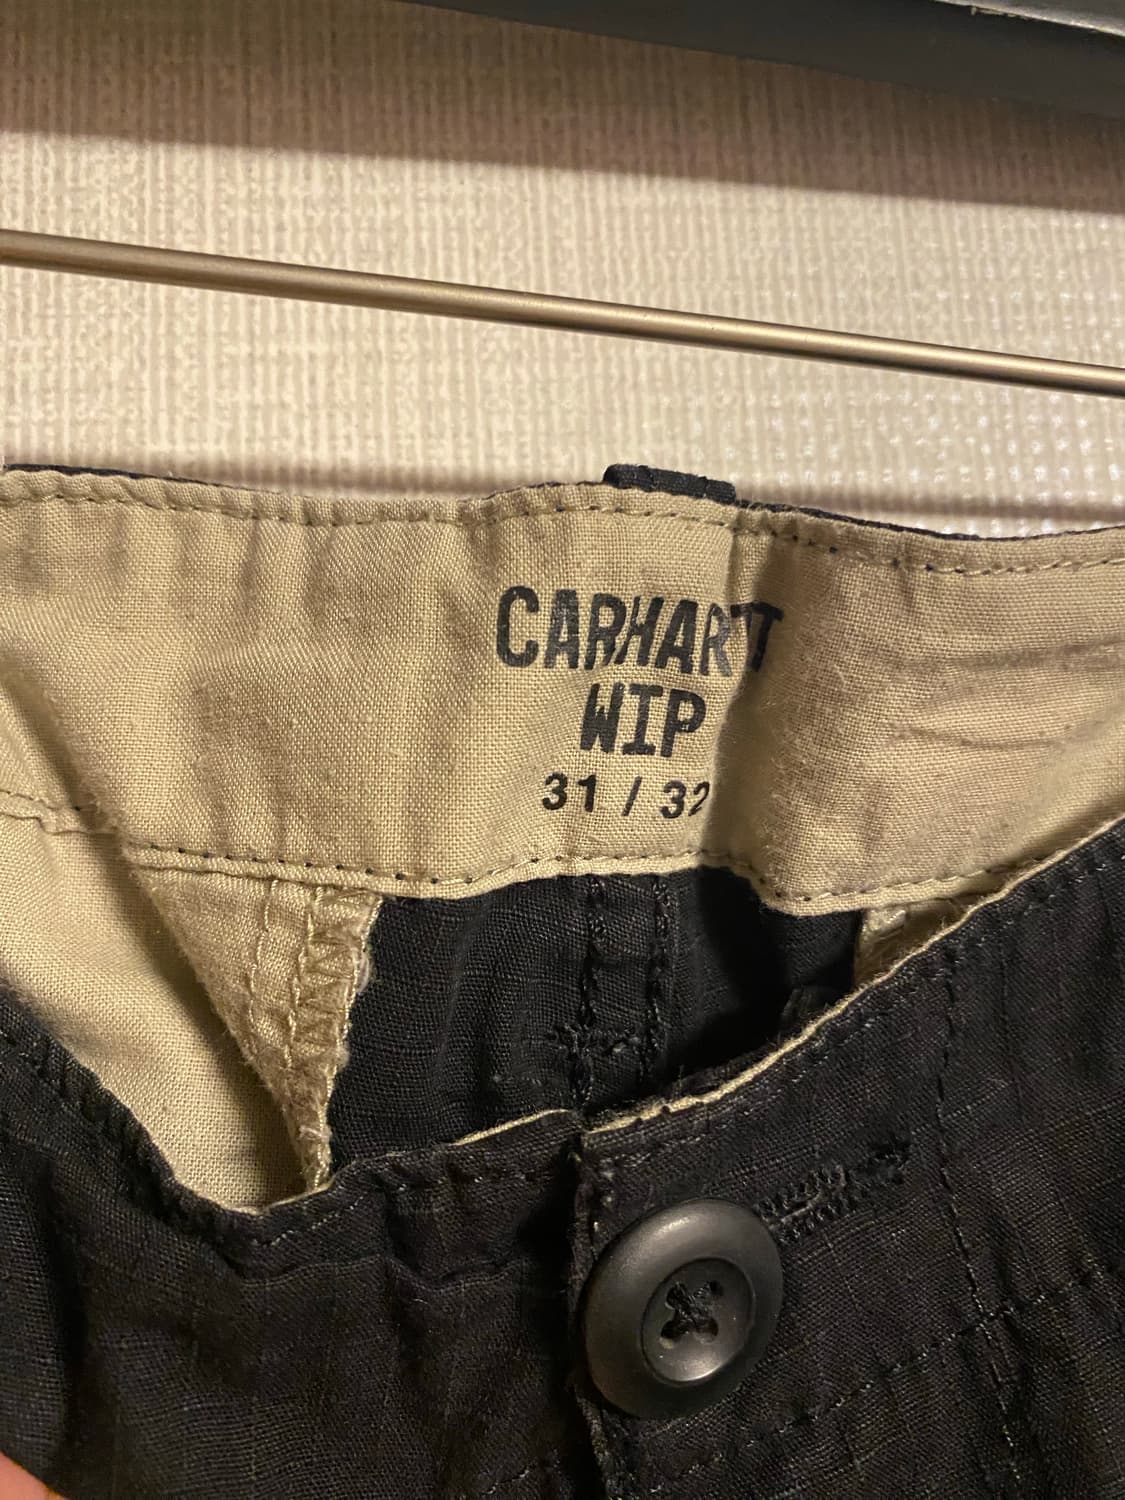 CARHARTT
WIP
31 / 32